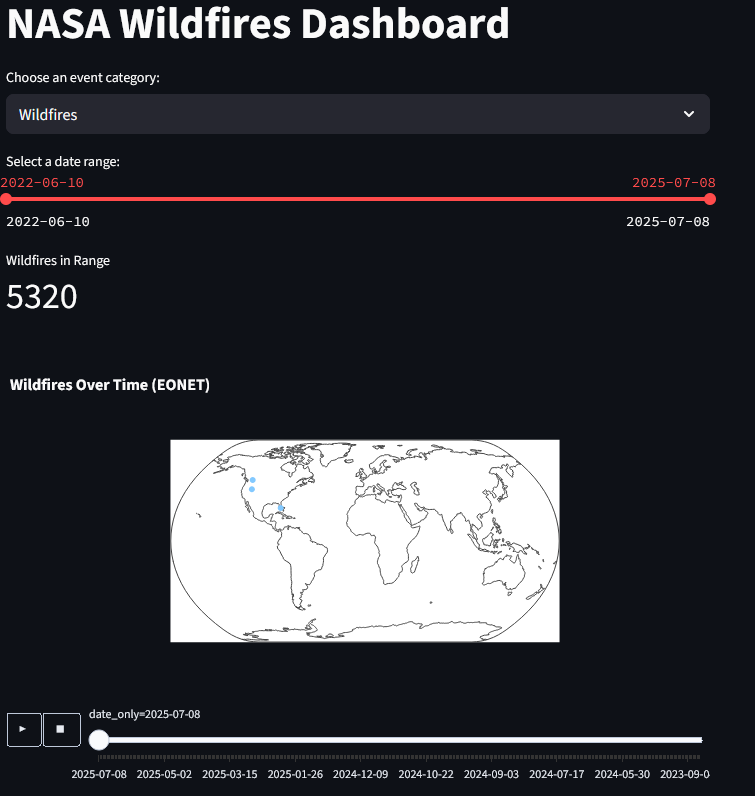 NASA Wildfires Dashboard
Choose an event category:
Wildfires
Select a date range:
2022-06-10 2025-07-08
2022-06-10 2025-07-08
Wildfires in Range
5320
Wildfires Over Time (EONET)
date_only=2025-07-08
2025-07-08 2025-05-02 2025-03-15 2025-01-26 2024-12-09 2024-10-22 2024-09-03 2024-07-17 2024-05-30 2023-09-0